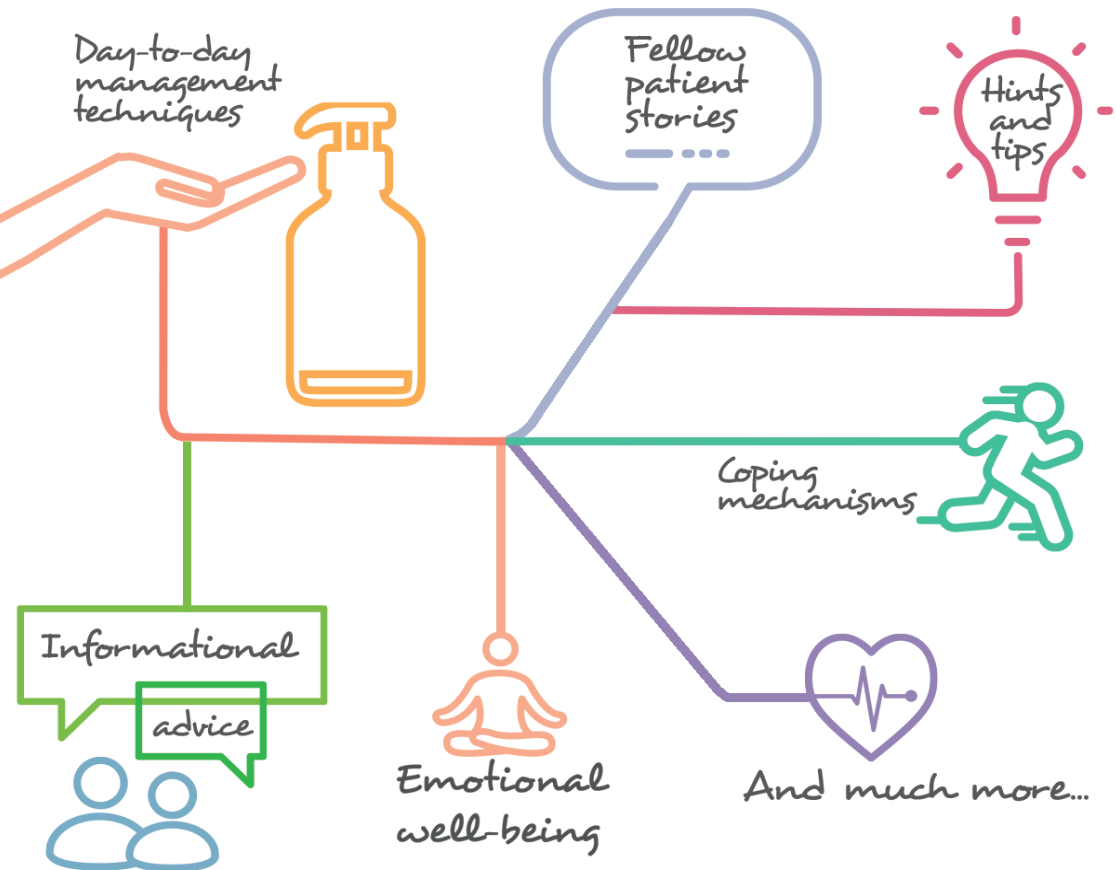 Day-to-day
management
techniques
Fellow
patient
stories
Hints
and
tips
Coping
mechanisms
Informational
advice
Emotional
well-being
And much more...